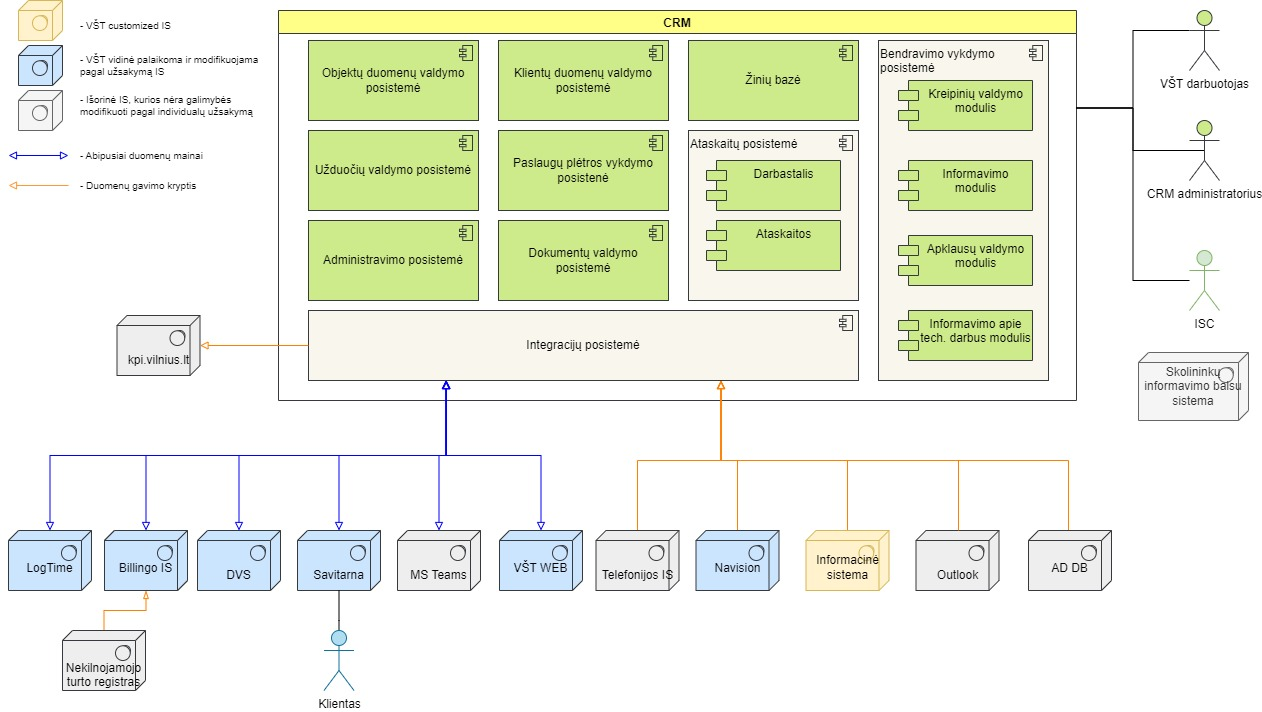 - VŠT customized IS
- VŠT vidinė palaikoma ir modifikuojama
pagal užsakymą IS
- Išorinė IS, kurios nėra galimybės
modifikuoti pagal individualų užsakymą
- Abipusiai duomenų mainai
- Duomenų gavimo kryptis
CRM
Objektų duomenų valdymo
posistemė
Klientų duomenų valdymo
posistemė
Žinių bazė
Bendravimo vykdymo
posistemė
Kreipinių valdymo
modulis
Informavimo
modulis
Apklausų valdymo
modulis
Informavimo apie
tech. darbus modulis
Užduočių valdymo posistemė
Paslaugų plėtros vykdymo
posistenė
Ataskaitų posistemė
Darbastalis
Ataskaitos
Administravimo posistemė
Dokumentų valdymo
posistemė
Integracijų posistemė
VŠT darbuotojas
CRM administratorius
ISC
Skolininkų
informavimo balsu
sistema
kpi.vilnius.lt
LogTime
Billingo IS
DVS
Savitarna
MS Teams
VŠT WEB
Telefonijos IS
Navision
Informacinė
sistema
Outlook
AD DB
Nekilnojamojo
turto registras
Klientas